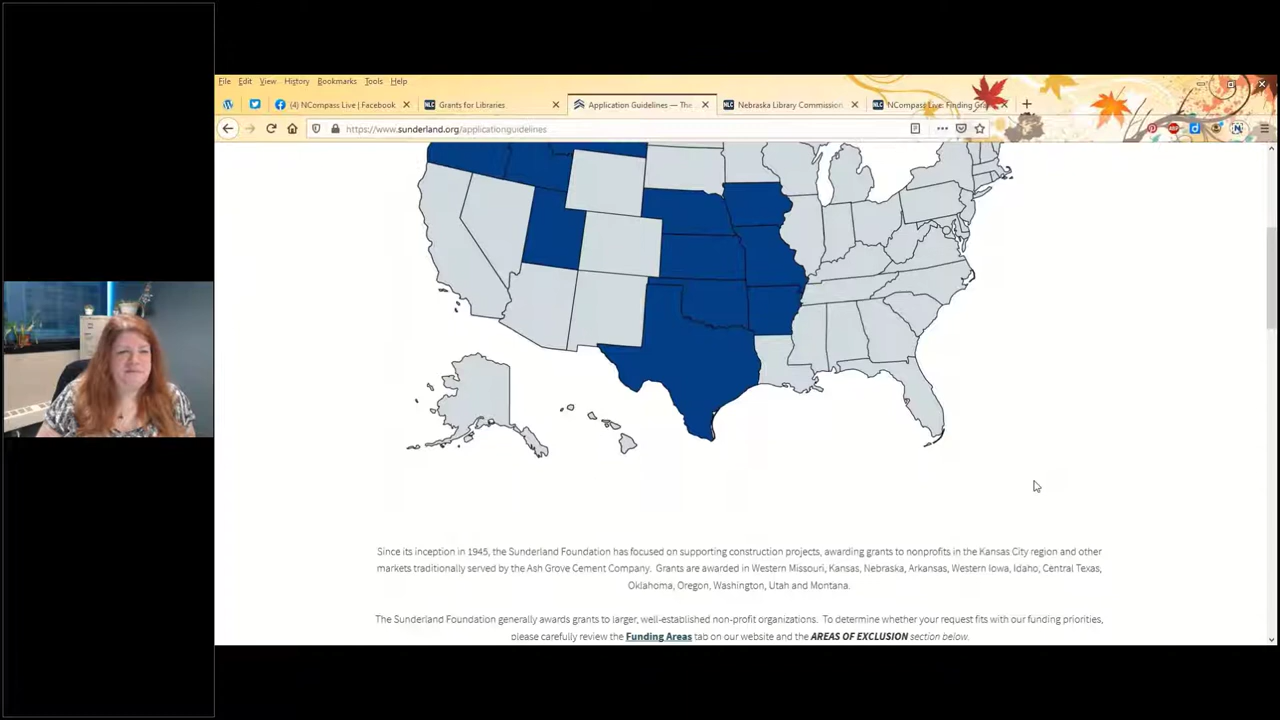 File Edit View History Bookmarks Tools Help
(4) NCompass Live | Facebook
Grants for Libraries
Application Guidelines — The
Nebraska Library Commission
NCompass Live: Finding Gra
https://www.sunderland.org/applicationguidelines
Since its inception in 1945, the Sunderland Foundation has focused on supporting construction projects, awarding grants to nonprofits in the Kansas City region and other
markets traditionally served by the Ash Grove Cement Company. Grants are awarded in Western Missouri, Kansas, Nebraska, Arkansas, Western Iowa, Idaho, Central Texas,
Oklahoma, Oregon, Washington, Utah and Montana.
The Sunderland Foundation generally awards grants to larger, well-established non-profit organizations. To determine whether your request fits with our funding priorities,
please carefully review the Funding Areas tab on our website and the AREAS OF EXCLUSION section below.